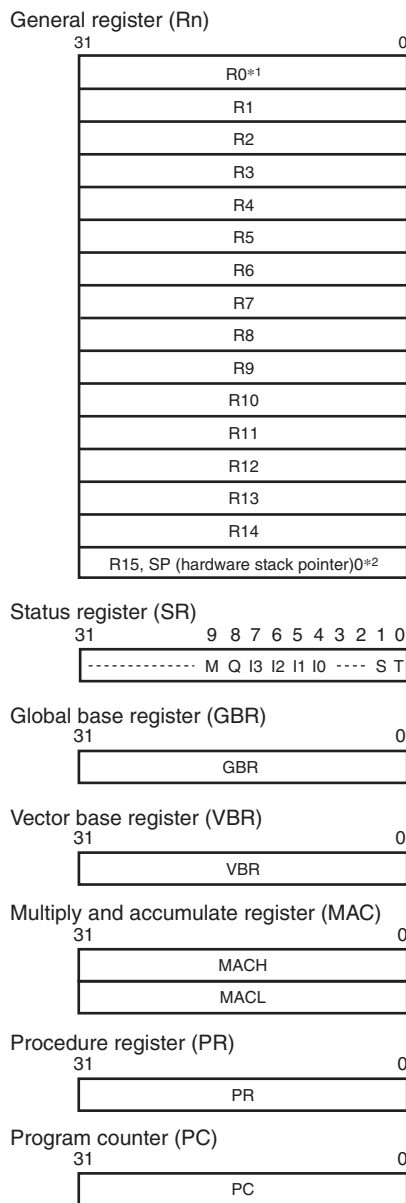 General register (Rn)
31 0
R0*1
R1
R2
R3
R4
R5
R6
R7
R8
R9
R10
R11
R12
R13
R14
R15, SP (hardware stack pointer)0*2
Status register (SR)
31 9 8 7 6 5 4 3 2 1 0
--------------- M Q I3 I2 I1 I0 ---- S T
Global base register (GBR)
31 0
GBR
Vector base register (VBR)
31 0
VBR
Multiply and accumulate register (MAC)
31 0
MACH
MACL
Procedure register (PR)
31 0
PR
Program counter (PC)
31 0
PC